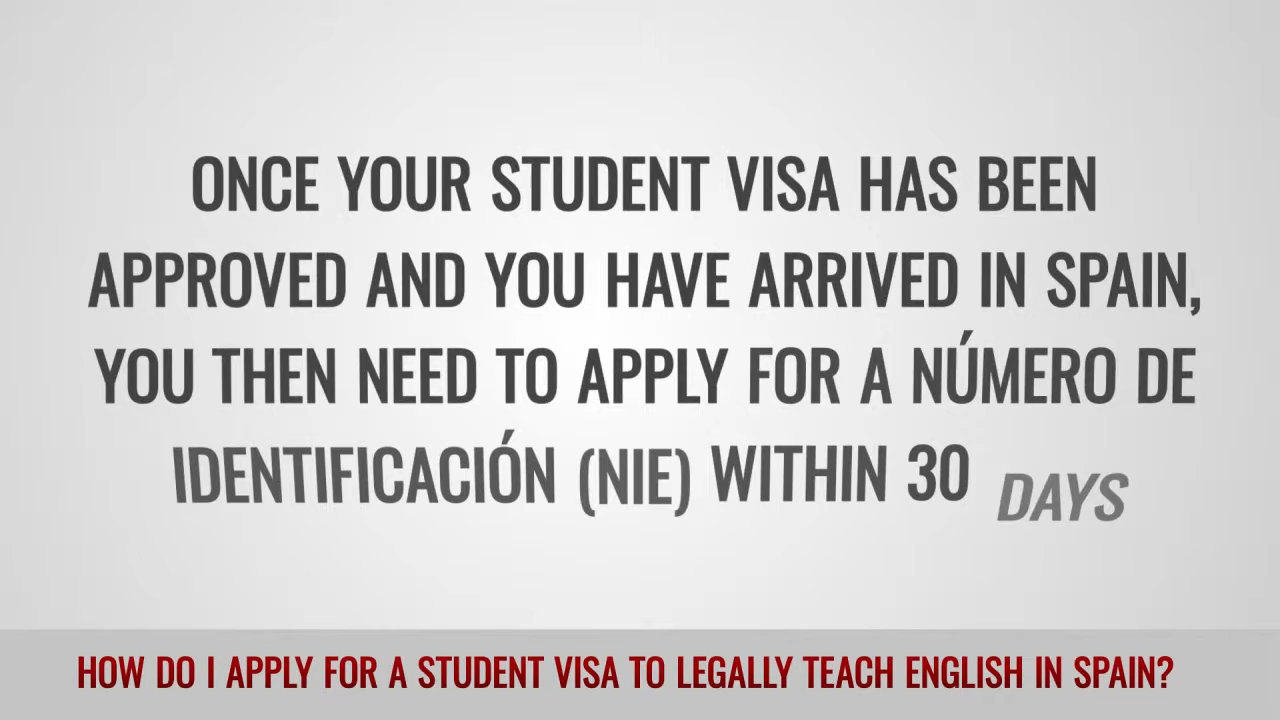 ONCE YOUR STUDENT VISA HAS BEEN
APPROVED AND YOU HAVE ARRIVED IN SPAIN,
YOU THEN NEED TO APPLY FOR A NÚMERO DE
IDENTIFICACIÓN (NIE) WITHIN 30 DAYS
HOW DO I APPLY FOR A STUDENT VISA TO LEGALLY TEACH ENGLISH IN SPAIN?